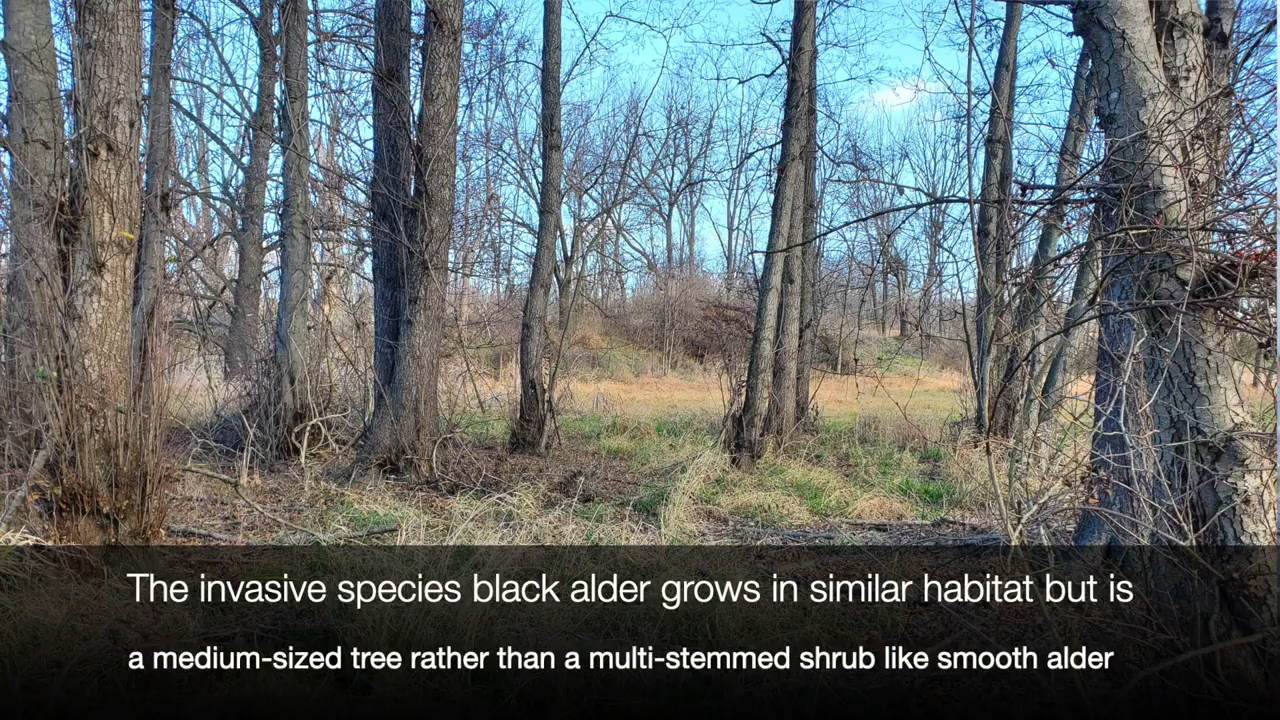 The invasive species black alder grows in similar habitat but is
a medium-sized tree rather than a multi-stemmed shrub like smooth alder